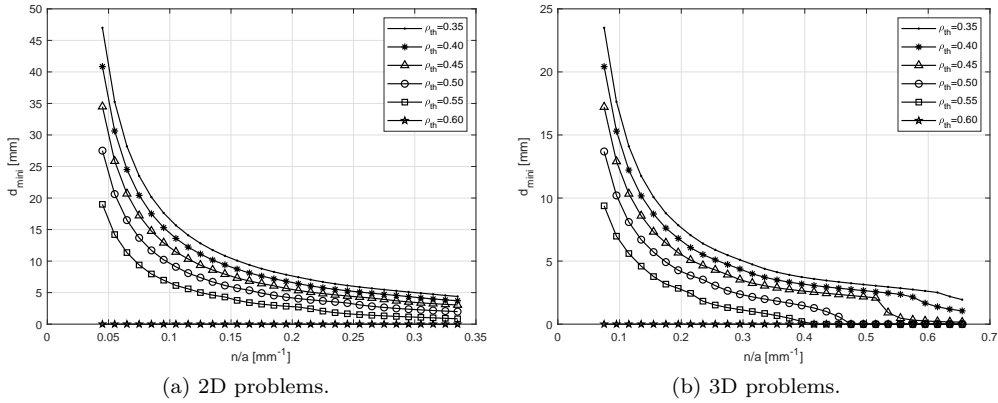 50
45
40
35
30
25
20
15
10
5
0
d_mini [mm]
0 0.05 0.1 0.15 0.2 0.25 0.3 0.35
n/a [mm⁻¹]
ρ_th=0.35
ρ_th=0.40
ρ_th=0.45
ρ_th=0.50
ρ_th=0.55
ρ_th=0.60
(a) 2D problems.
25
20
15
10
5
0
d_mini [mm]
0 0.1 0.2 0.3 0.4 0.5 0.6 0.7
n/a [mm⁻¹]
ρ_th=0.35
ρ_th=0.40
ρ_th=0.45
ρ_th=0.50
ρ_th=0.55
ρ_th=0.60
(b) 3D problems.